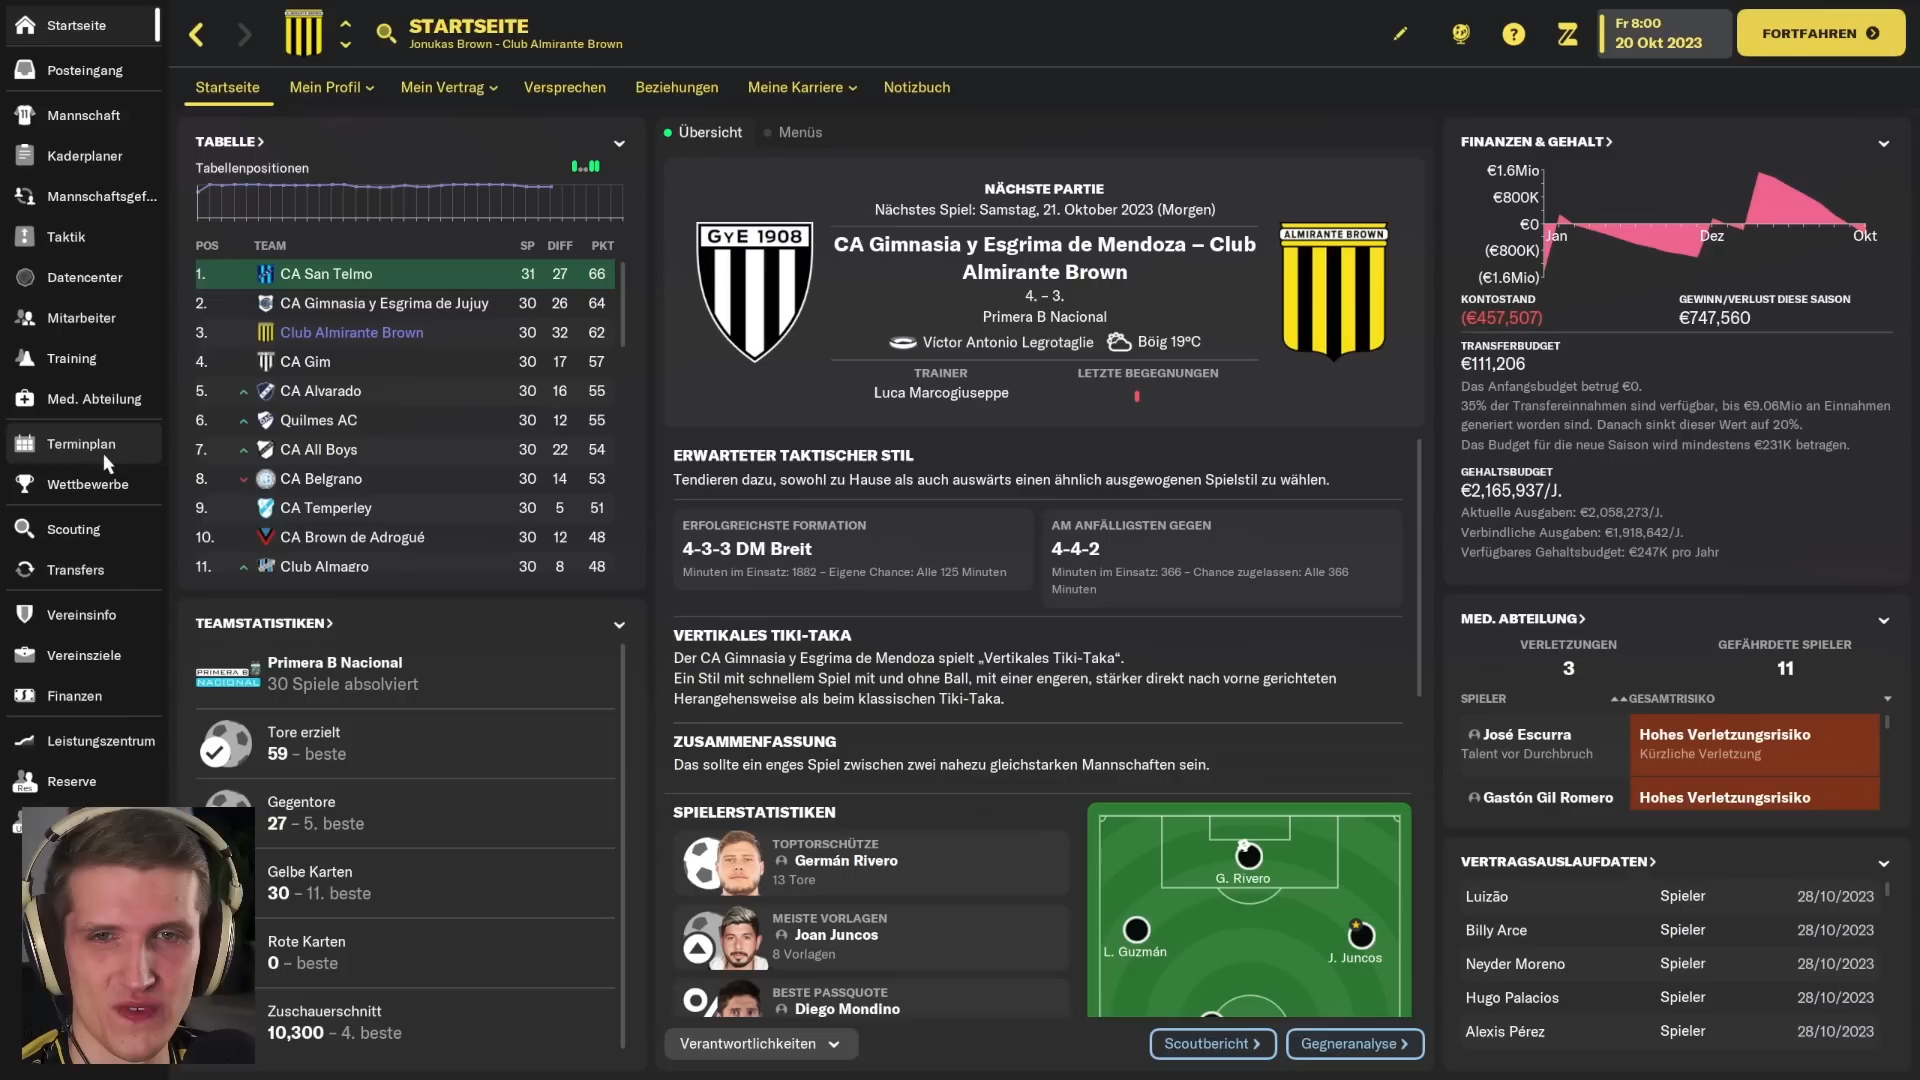 Startseite
Posteingang
Mannschaft
Kaderplaner
Mannschaftsgef...
Taktik
Datencenter
Mitarbeiter
Training
Med. Abteilung
Terminplan
Wettbewerbe
Scouting
Transfers
Vereinsinfo
Vereinsziele
Finanzen
Leistungszentrum
Res
Reserve
STARTSEITE
Jonukas Brown - Club Almirante Brown
Fr 8:00
20 Okt 2023
FORTFAHREN
Startseite Mein Profil Mein Vertrag Versprechen Beziehungen Meine Karriere Notizbuch
TABELLE
Tabellenpositionen
POS TEAM SP DIFF PKT
1. CA San Telmo 31 27 66
2. CA Gimnasia y Esgrima de Jujuy 30 26 64
3. Club Almirante Brown 30 32 62
4. CA Gim 30 17 57
5. CA Alvarado 30 16 55
6. Quilmes AC 30 12 55
7. CA All Boys 30 22 54
8. CA Belgrano 30 14 53
9. CA Temperley 30 5 51
10. CA Brown de Adrogué 30 12 48
11. Club Almagro 30 8 48
TEAMSTATISTIKEN
PRIMERA B
NACIONAL
Primera B Nacional
30 Spiele absolviert
Tore erzielt
59 – beste
Gegentore
27 – 5. beste
Gelbe Karten
30 – 11. beste
Rote Karten
0 – beste
Zuschauerschnitt
10,300 – 4. beste
Übersicht Menüs
NÄCHSTE PARTIE
Nächstes Spiel: Samstag, 21. Oktober 2023 (Morgen)
GyE 1908
ALMIRANTE BROWN
CA Gimnasia y Esgrima de Mendoza – Club
Almirante Brown
4. – 3.
Primera B Nacional
Víctor Antonio Legrotaglie Böig 19°C
TRAINER LETZTE BEGEGNUNGEN
Luca Marcogiuseppe
ERWARTETER TAKTISCHER STIL
Tendieren dazu, sowohl zu Hause als auch auswärts einen ähnlich ausgewogenen Spielstil zu wählen.
ERFOLGREICHSTE FORMATION
4-3-3 DM Breit
Minuten im Einsatz: 1882 – Eigene Chance: Alle 125 Minuten
AM ANFÄLLIGSTEN GEGEN
4-4-2
Minuten im Einsatz: 366 – Chance zugelassen: Alle 366
Minuten
VERTIKALES TIKI-TAKA
Der CA Gimnasia y Esgrima de Mendoza spielt „Vertikales Tiki-Taka“.
Ein Stil mit schnellem Spiel mit und ohne Ball, mit einer engeren, stärker direkt nach vorne gerichteten
Herangehensweise als beim klassischen Tiki-Taka.
ZUSAMMENFASSUNG
Das sollte ein enges Spiel zwischen zwei nahezu gleichstarken Mannschaften sein.
SPIELERSTATISTIKEN
TOPTORSCHÜTZE
Germán Rivero
13 Tore
MEISTE VORLAGEN
Joan Juncos
8 Vorlagen
BESTE PASSQUOTE
Diego Mondino
G. Rivero
L. Guzmán
J. Juncos
Verantwortlichkeiten
Scoutbericht
Gegneranalyse
FINANZEN & GEHALT
€1.6Mio
€800K
€0
(€800K)
(€1.6Mio)
Jan Dez Okt
KONTOSTAND GEWINN/VERLUST DIESE SAISON
(€457,507) €747,560
TRANSFERBUDGET
€111,206
Das Anfangsbudget betrug €0.
35% der Transfereinnahmen sind verfügbar, bis €9.06Mio an Einnahmen
generiert worden sind. Danach sinkt dieser Wert auf 20%.
Das Budget für die neue Saison wird mindestens €231K betragen.
GEHALTSBUDGET
€2,165,937/J.
Aktuelle Ausgaben: €2,058,273/J.
Verbindliche Ausgaben: €1,918,642/J.
Verfügbares Gehaltsbudget: €247K pro Jahr
MED. ABTEILUNG
VERLETZUNGEN GEFÄHRDETE SPIELER
3 11
SPIELER GESAMTRISIKO
José Escurra Hohes Verletzungsrisiko
Talent vor Durchbruch Kürzliche Verletzung
Gastón Gil Romero Hohes Verletzungsrisiko
VERTRAGSAUSLAUFDATEN
Luizão Spieler 28/10/2023
Billy Arce Spieler 28/10/2023
Neyder Moreno Spieler 28/10/2023
Hugo Palacios Spieler 28/10/2023
Alexis Pérez Spieler 28/10/2023